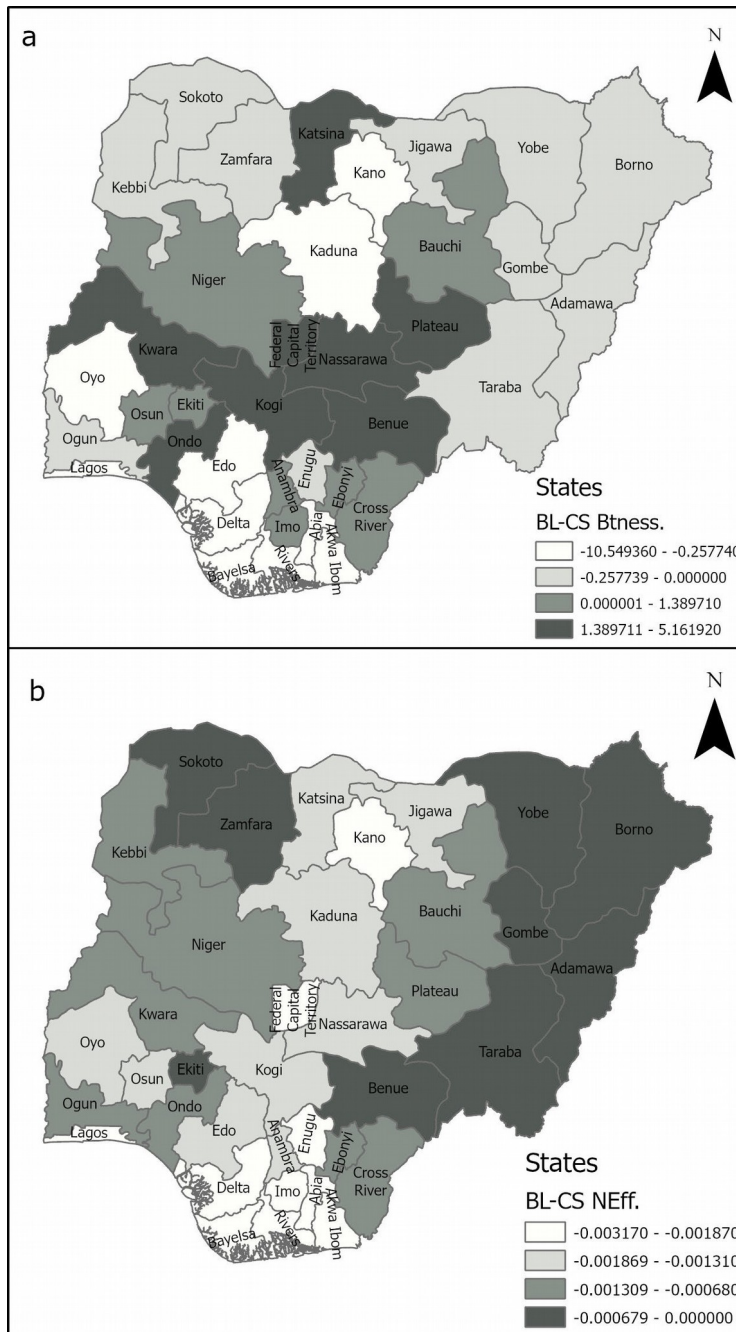 a
N
Sokoto
Katsina
Jigawa
Yobe
Borno
Zamfara
Kano
Kebbi
Kaduna
Bauchi
Gombe
Niger
Adamawa
Plateau
Federal
Capital
Territory
Kwara
Nassarawa
Oyo
Taraba
Kogi
Benue
Osun
Ekiti
Ogun
Ondo
Lagos
Edo
Enugu
Anambra
Ebonyi
Cross
River
Delta
Imo
Abia
Akwa Ibom
Bayelsa
Rivers
States
BL-CS Btness.
-10.549360 - -0.257740
-0.257739 - 0.000000
0.000001 - 1.389710
1.389711 - 5.161920
b
N
Sokoto
Katsina
Jigawa
Yobe
Borno
Zamfara
Kano
Kebbi
Kaduna
Bauchi
Gombe
Niger
Adamawa
Plateau
Federal
Capital
Territory
Kwara
Nassarawa
Oyo
Taraba
Kogi
Benue
Osun
Ekiti
Ogun
Ondo
Lagos
Edo
Enugu
Anambra
Ebonyi
Cross
River
Delta
Imo
Abia
Akwa Ibom
Bayelsa
Rivers
States
BL-CS NEff.
-0.003170 - -0.001870
-0.001869 - -0.001310
-0.001309 - -0.000680
-0.000679 - 0.000000